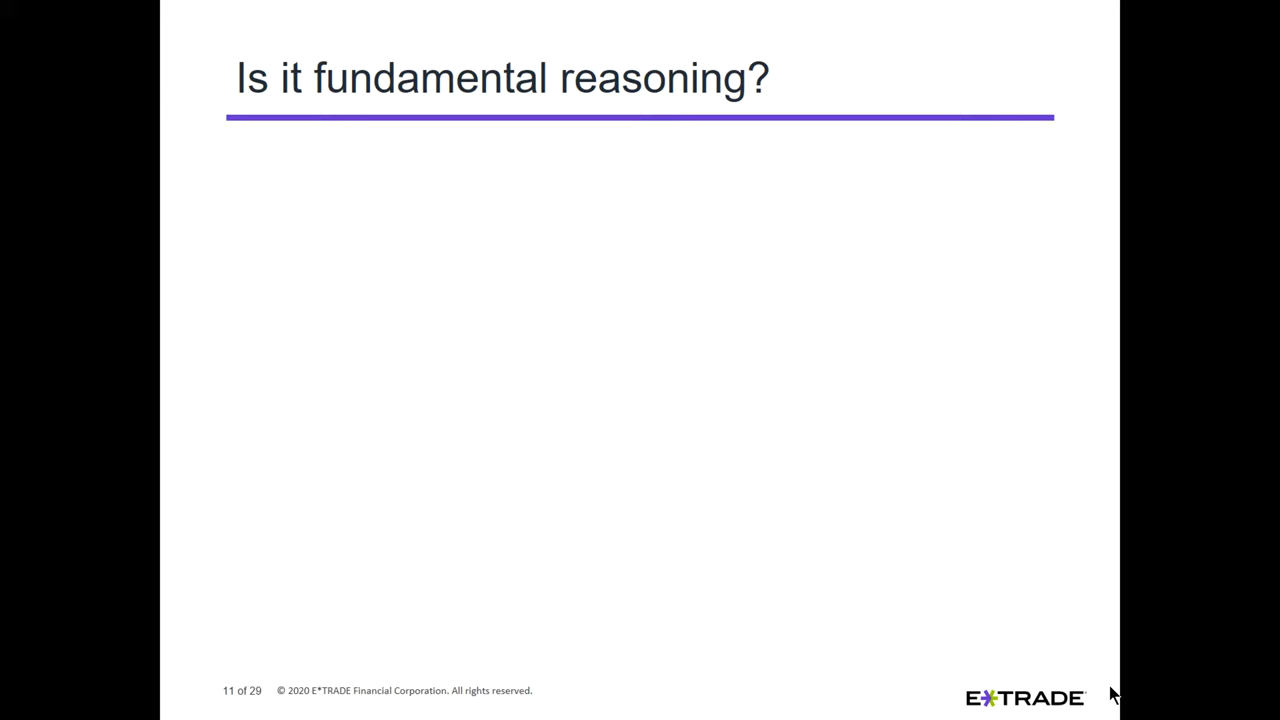 Is it fundamental reasoning?
11 of 29 © 2020 E*TRADE Financial Corporation. All rights reserved.
E*TRADE